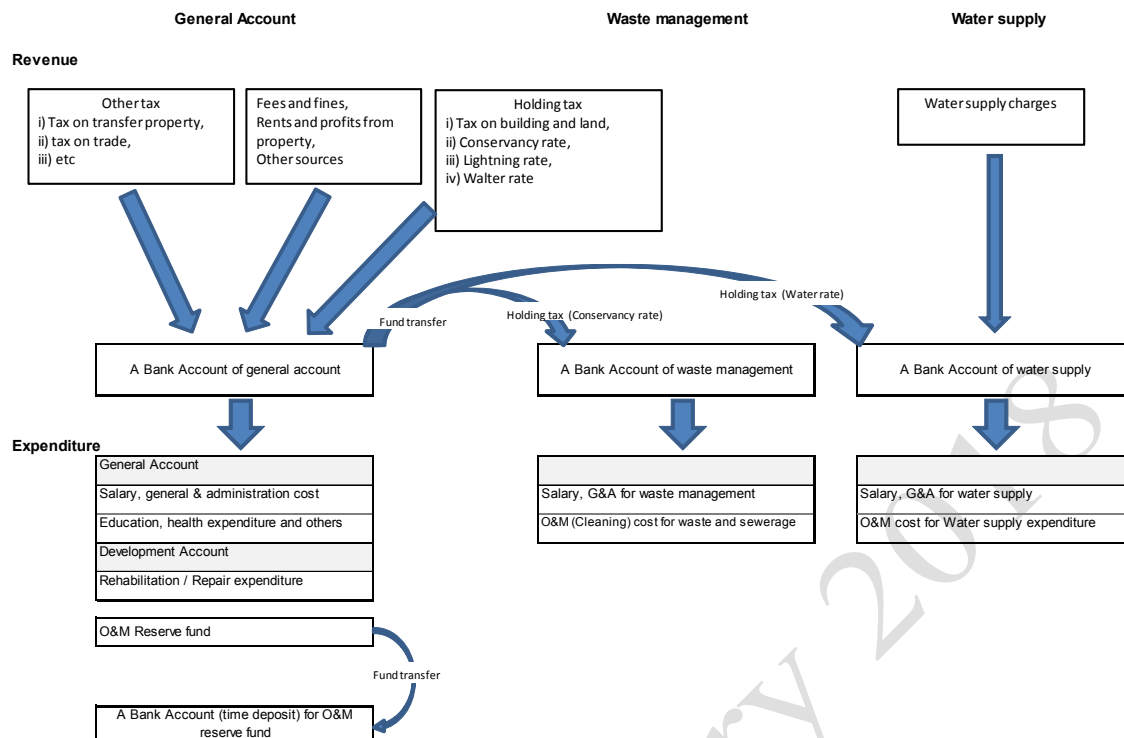 General Account
Waste management
Water supply
Revenue
Other tax
i) Tax on transfer property,
ii) tax on trade,
iii) etc
Fees and fines,
Rents and profits from
property,
Other sources
Holding tax
i) Tax on building and land,
ii) Conservancy rate,
iii) Lightning rate,
iv) Walter rate
Water supply charges
Holding tax (Water rate)
Fund transfer
Holding tax (Conservancy rate)
A Bank Account of general account
A Bank Account of waste management
A Bank Account of water supply
Expenditure
General Account
Salary, general & administration cost
Education, health expenditure and others
Development Account
Rehabilitation / Repair expenditure
Salary, G&A for waste management
O&M (Cleaning) cost for waste and sewerage
Salary, G&A for water supply
O&M cost for Water supply expenditure
O&M Reserve fund
Fund transfer
A Bank Account (time deposit) for O&M
reserve fund
2018